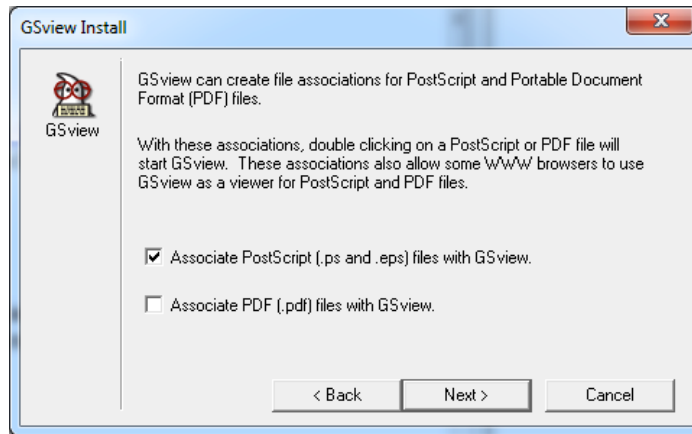 GSview Install
GSview can create file associations for PostScript and Portable Document
Format (PDF) files.
GSview
With these associations, double clicking on a PostScript or PDF file will
start GSview. These associations also allow some WWW browsers to use
GSview as a viewer for PostScript and PDF files.
Associate PostScript (.ps and .eps) files with GSview.
Associate PDF (.pdf) files with GSview.
< Back
Next >
Cancel